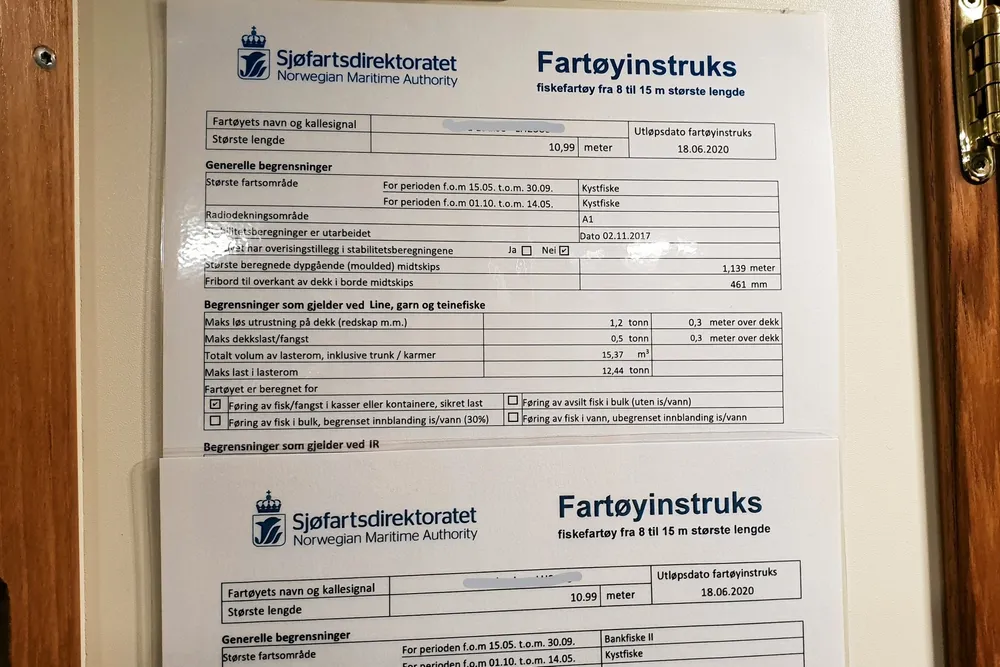 Sjøfartsdirektoratet
Norwegian Maritime Authority
Fartøyinstruks
fiskefartøy fra 8 til 15 m største lengde
Fartøyets navn og kallesignal
Utløpsdato fartøyinstruks
Største lengde 10,99 meter 18.06.2020
Generelle begrensninger
Største fartsområde For perioden f.o.m 15.05. t.o.m. 30.09. Kystfiske
For perioden f.o.m 01.10. t.o.m. 14.05. Kystfiske
Radiodekningsområde A1
er utarbeidet Dato 02.11.2017
har overisingstillegg i stabilitetsberegningene Ja ☐ Nei ☑
Største beregnede dypgående (moulded) midtskips 1,139 meter
Fribord til overkant av dekk i borde midtskips 461 mm
Begrensninger som gjelder ved Line, garn og teinefiske
Maks løs utrustning på dekk (redskap m.m.) 1,2 tonn 0,3 meter over dekk
Maks dekkslast/fangst 0,5 tonn 0,3 meter over dekk
Totalt volum av lasterom, inklusive trunk / karmer 15,37 m³
Maks last i lasterom 12,44 tonn
Fartøyet er beregnet for
☑ Føring av fisk/fangst i kasser eller kontainere, sikret last ☐ Føring av avsilt fisk i bulk (uten is/vann)
☐ Føring av fisk i bulk, begrenset innblanding is/vann (30%) ☐ Føring av fisk i vann, ubegrenset innblanding is/vann
Begrensninger som gjelder ved IR
Sjøfartsdirektoratet
Norwegian Maritime Authority
Fartøyinstruks
fiskefartøy fra 8 til 15 m største lengde
Fartøyets navn og kallesignal
Utløpsdato fartøyinstruks
Største lengde 10.99 meter 18.06.2020
Generelle begrensninger
Største fartsområde For perioden f.o.m 15.05. t.o.m. 30.09. Bankfiske II
For perioden f.o.m 01.10. t.o.m. 14.05. Kystfiske